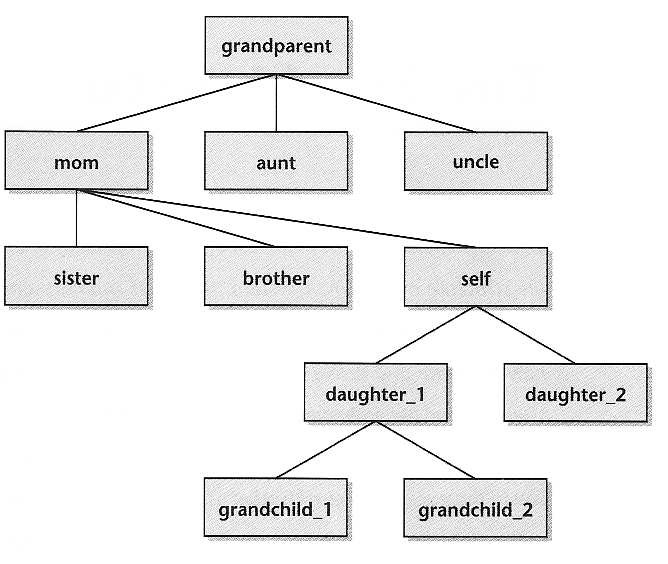 grandparent
mom
aunt
uncle
sister
brother
self
daughter_1
daughter_2
grandchild_1
grandchild_2